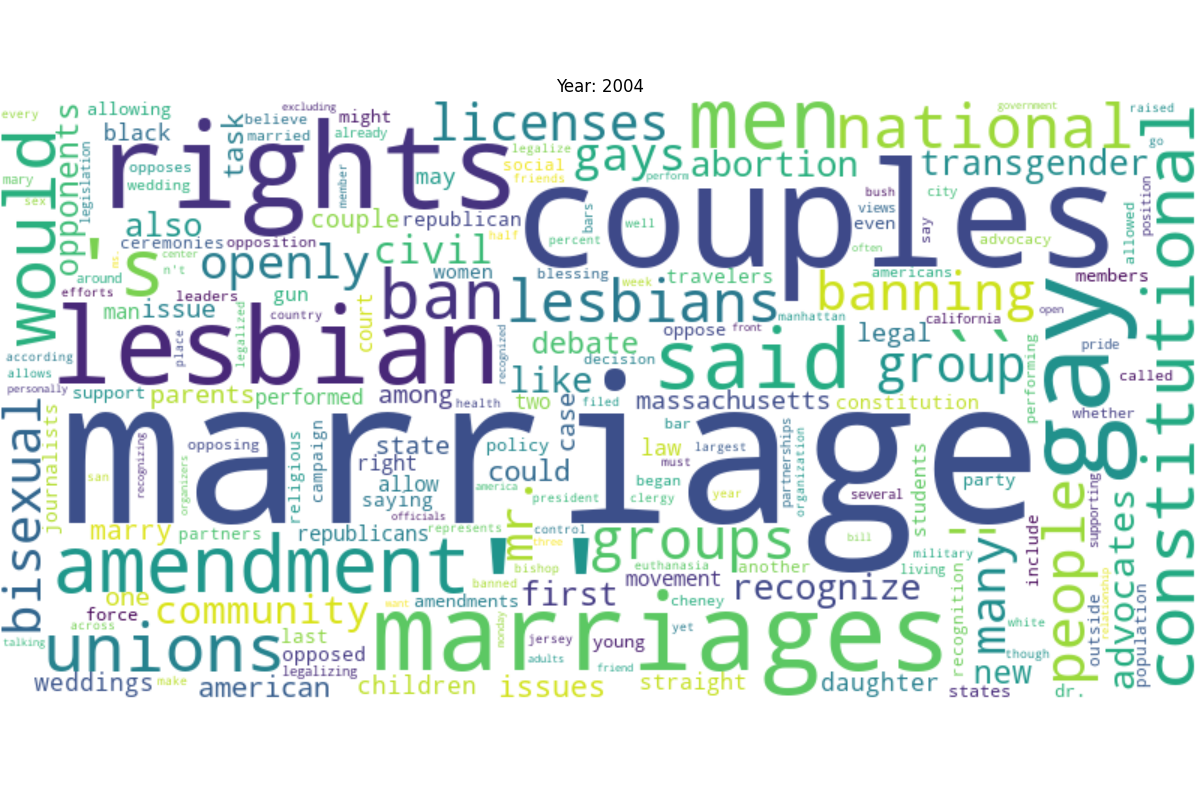 Year: 2004
every
allowing
excluding
might
licenses
men
national
government
raised
mary
sex
would
opponents
legislation
black
opposes
wedding
rights
task
believe
married
already
member
may
legalize
social
friends
gays
perform
abortion
transgender
go
constitutional
also
's
ceremonies
opposition
couple
republican
half
civil
couples
bars
percent
well
bush
views
even
often
city
say
advocacy
allowed
position
center
n't
ms.
around
efforts
leaders
openly
women
ban
blessing
week
lesbians
travelers
americans
banning
members
man
issue
gun
country
court
manhattan
california
open
according
allows
personally
lesbian
place
legalized
recognized
debate
decision
oppose
front
said
legal
group
``
pride
called
gay
support
parents
performed
among
health
like
two
filed
case
massachusetts
constitution
performing
whether
bisexual
journalists
san
recognizing
opposing
organizers
religious
campaign
state
right
allow
saying
officials
policy
could
america
president
marriage
law
bar
began
must
clergy
largest
year
partnerships
organization
several
students
party
supporting
people
advocates
marry
partners
republicans
represents
mr.
control
three
bill
military
living
''
many
include
amendment
bishop
banned
groups
euthanasia
another
movement
recognize
one
force
across
community
want
amendments
first
cheney
yet
white
though
recognition
outside
relationship
population
talking
unions
last
opposed
legalizing
marriages
monday
jersey
adults
young
friend
new
weddings
make
american
children
issues
straight
daughter
states
dr.